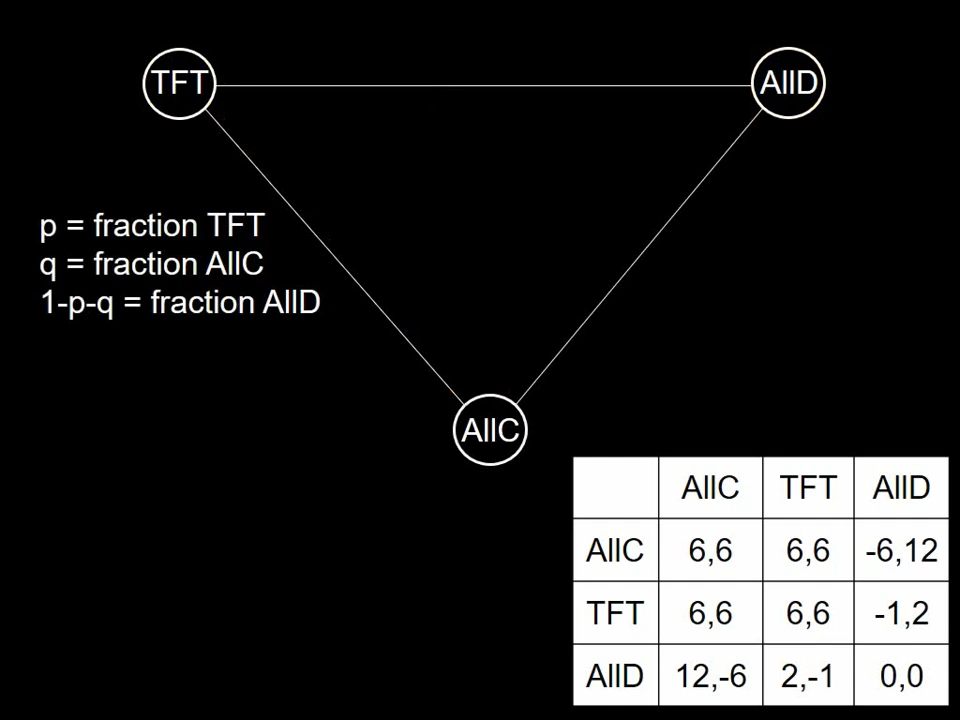 TFT
AllD
p = fraction TFT
q = fraction AllC
1-p-q = fraction AllD
AllC
AllC TFT AllD
AllC 6,6 6,6 -6,12
TFT 6,6 6,6 -1,2
AllD 12,-6 2,-1 0,0